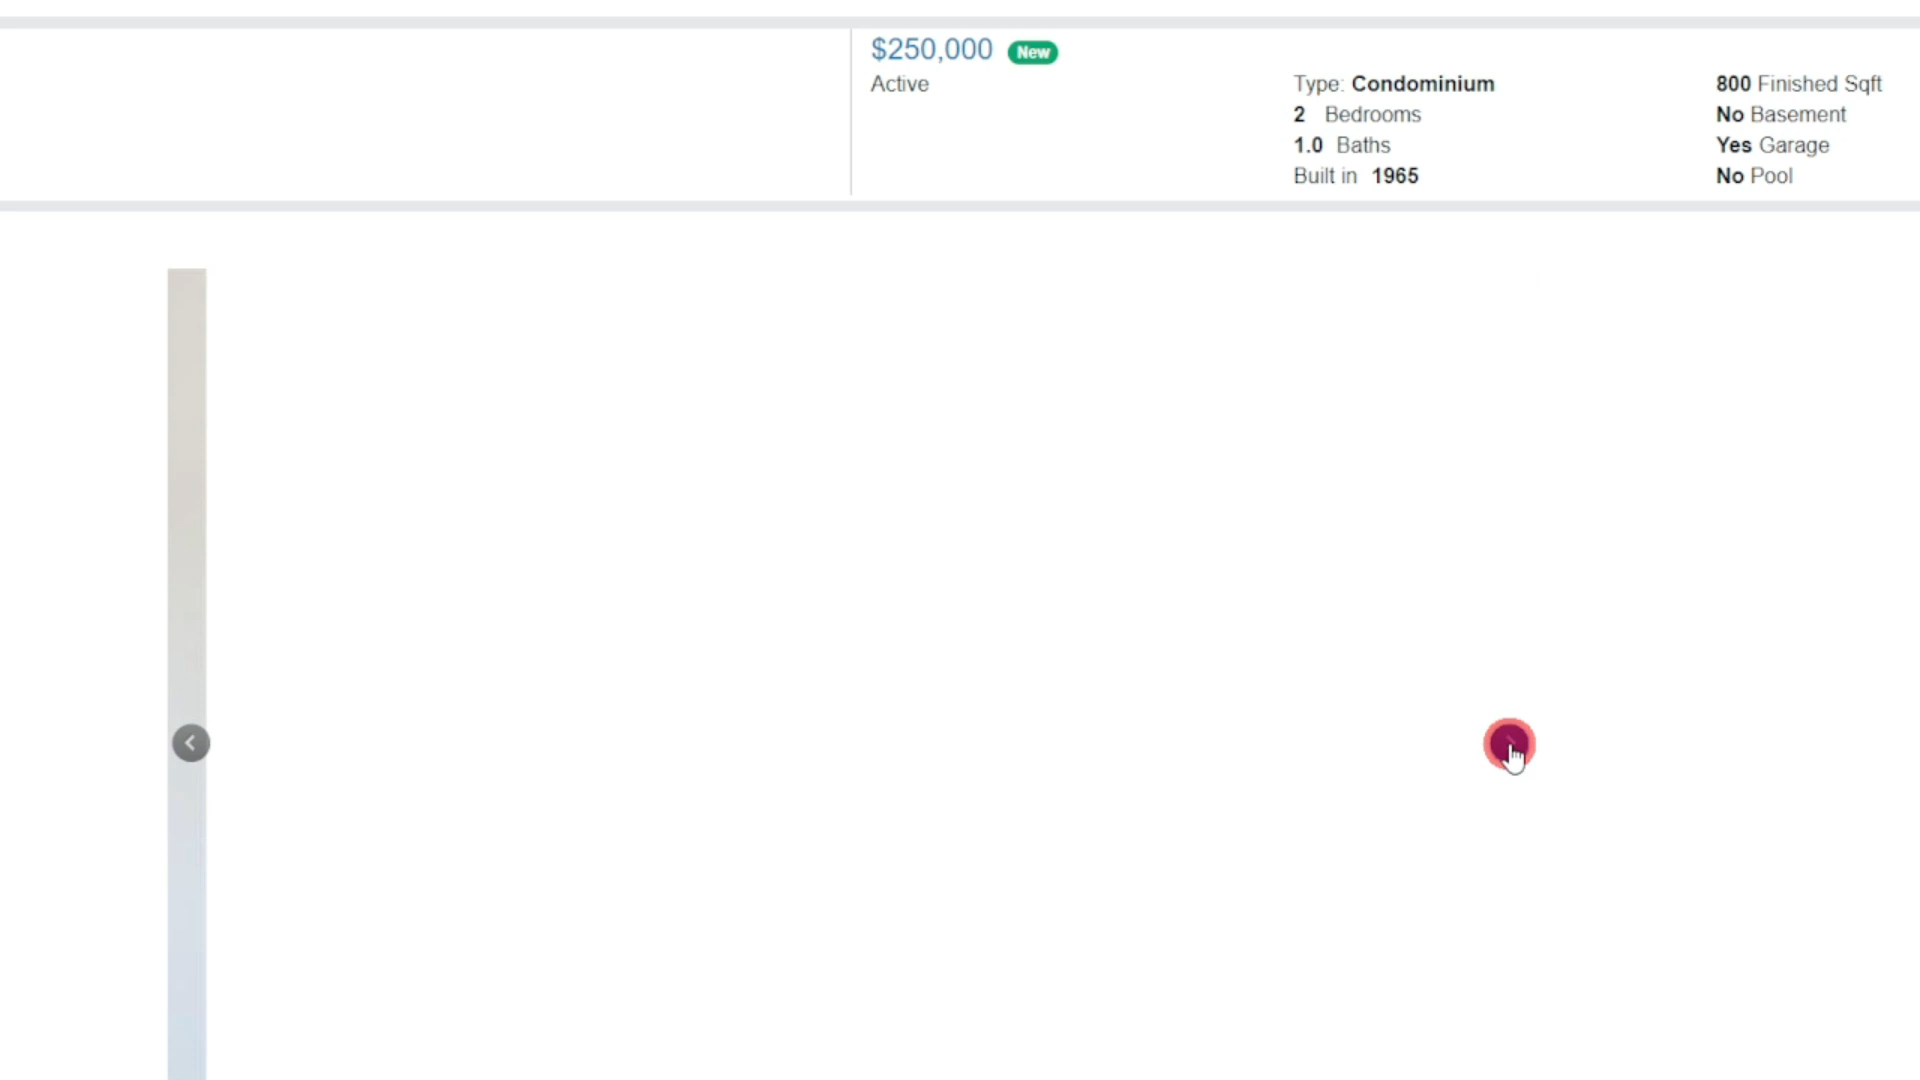 $250,000 New
Active
Type: Condominium
2 Bedrooms
1.0 Baths
Built in 1965
800 Finished Sqft
No Basement
Yes Garage
No Pool